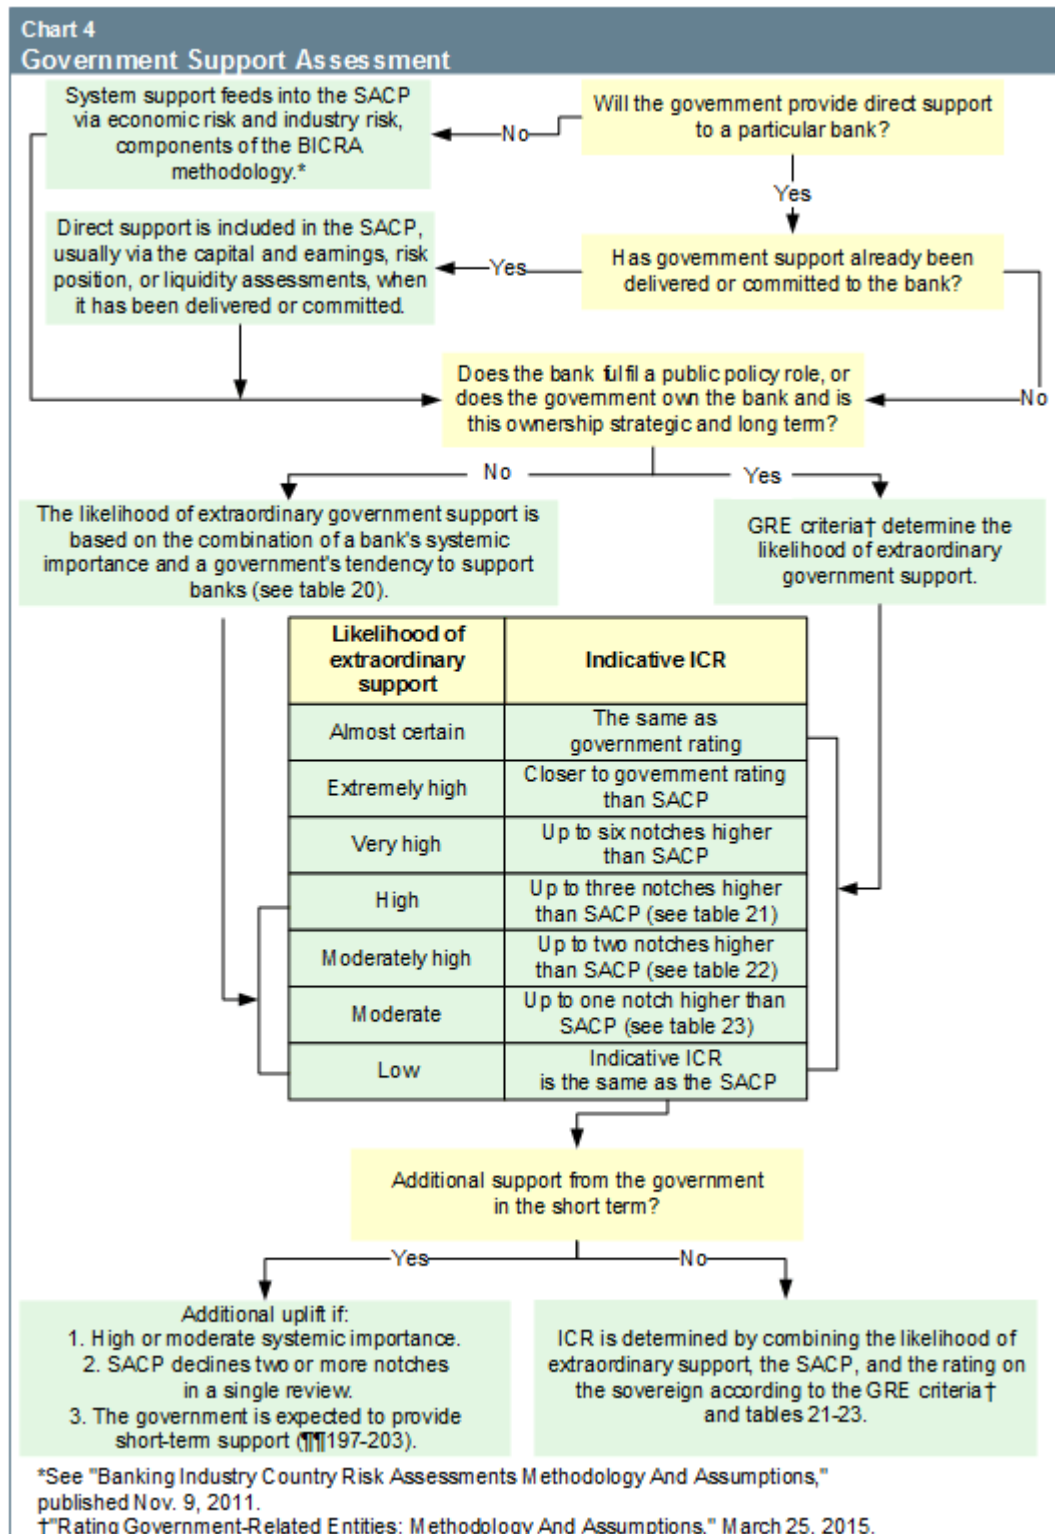 Chart 4
Government Support Assessment
System support feeds into the SACP
via economic risk and industry risk,
components of the BICRA
methodology.*
No
Will the government provide direct support
to a particular bank?
Yes
Direct support is included in the SACP,
usually via the capital and earnings, risk
position, or liquidity assessments, when
it has been delivered or committed.
Yes
Has government support already been
delivered or committed to the bank?
No
Does the bank fulfil a public policy role, or
does the government own the bank and is
this ownership strategic and long term?
No
Yes
The likelihood of extraordinary government support is
based on the combination of a bank's systemic
importance and a government's tendency to support
banks (see table 20).
GRE criteria† determine the
likelihood of extraordinary
government support.
Likelihood of
extraordinary
support
Indicative ICR
Almost certain
The same as
government rating
Extremely high
Closer to government rating
than SACP
Very high
Up to six notches higher
than SACP
High
Up to three notches higher
than SACP (see table 21)
Moderately high
Up to two notches higher
than SACP (see table 22)
Moderate
Up to one notch higher than
SACP (see table 23)
Low
Indicative ICR
is the same as the SACP
Additional support from the government
in the short term?
Yes
No
Additional uplift if:
1. High or moderate systemic importance.
2. SACP declines two or more notches
in a single review.
3. The government is expected to provide
short-term support (¶¶197-203).
ICR is determined by combining the likelihood of
extraordinary support, the SACP, and the rating on
the sovereign according to the GRE criteria†
and tables 21-23.
*See "Banking Industry Country Risk Assessments Methodology And Assumptions,"
published Nov. 9, 2011.
†"Rating Government-Related Entities: Methodology And Assumptions," March 25, 2015.